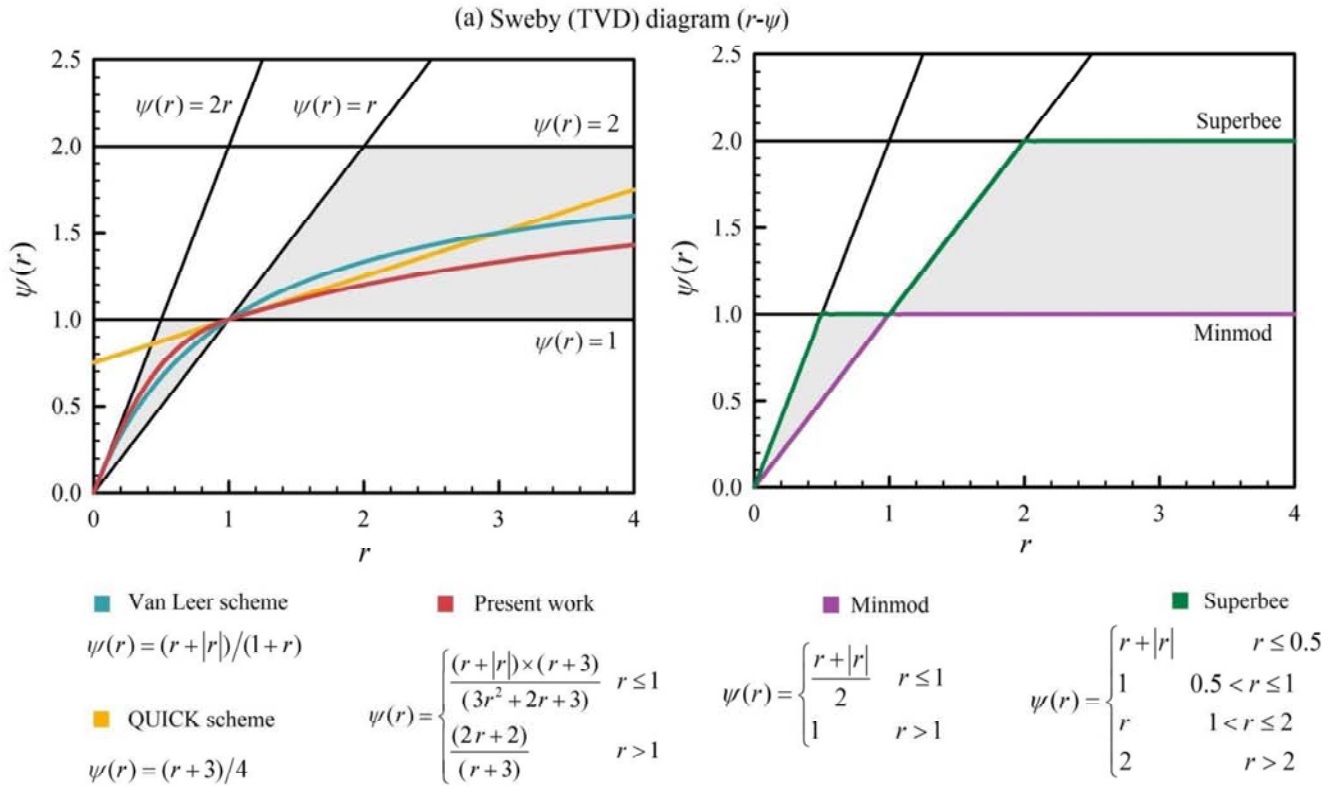 (a) Sweby (TVD) diagram (r-ψ)
2.5
2.0
1.5
1.0
0.5
0.0
ψ(r)
ψ(r) = 2r
ψ(r) = r
ψ(r) = 2
ψ(r) = 1
0 1 2 3 4
r
2.5
2.0
1.5
1.0
0.5
0.0
ψ(r)
Superbee
Minmod
0 1 2 3 4
r
Van Leer scheme
ψ(r) = (r + |r|)/(1 + r)
QUICK scheme
ψ(r) = (r + 3)/4
Present work
ψ(r) = {
(r + |r|) × (r + 3)
(3r² + 2r + 3)
r ≤ 1
(2r + 2)
(r + 3)
r > 1
Minmod
ψ(r) = {
r + |r|
2
r ≤ 1
1 r > 1
Superbee
ψ(r) = {
r + |r| r ≤ 0.5
1 0.5 < r ≤ 1
r 1 < r ≤ 2
2 r > 2